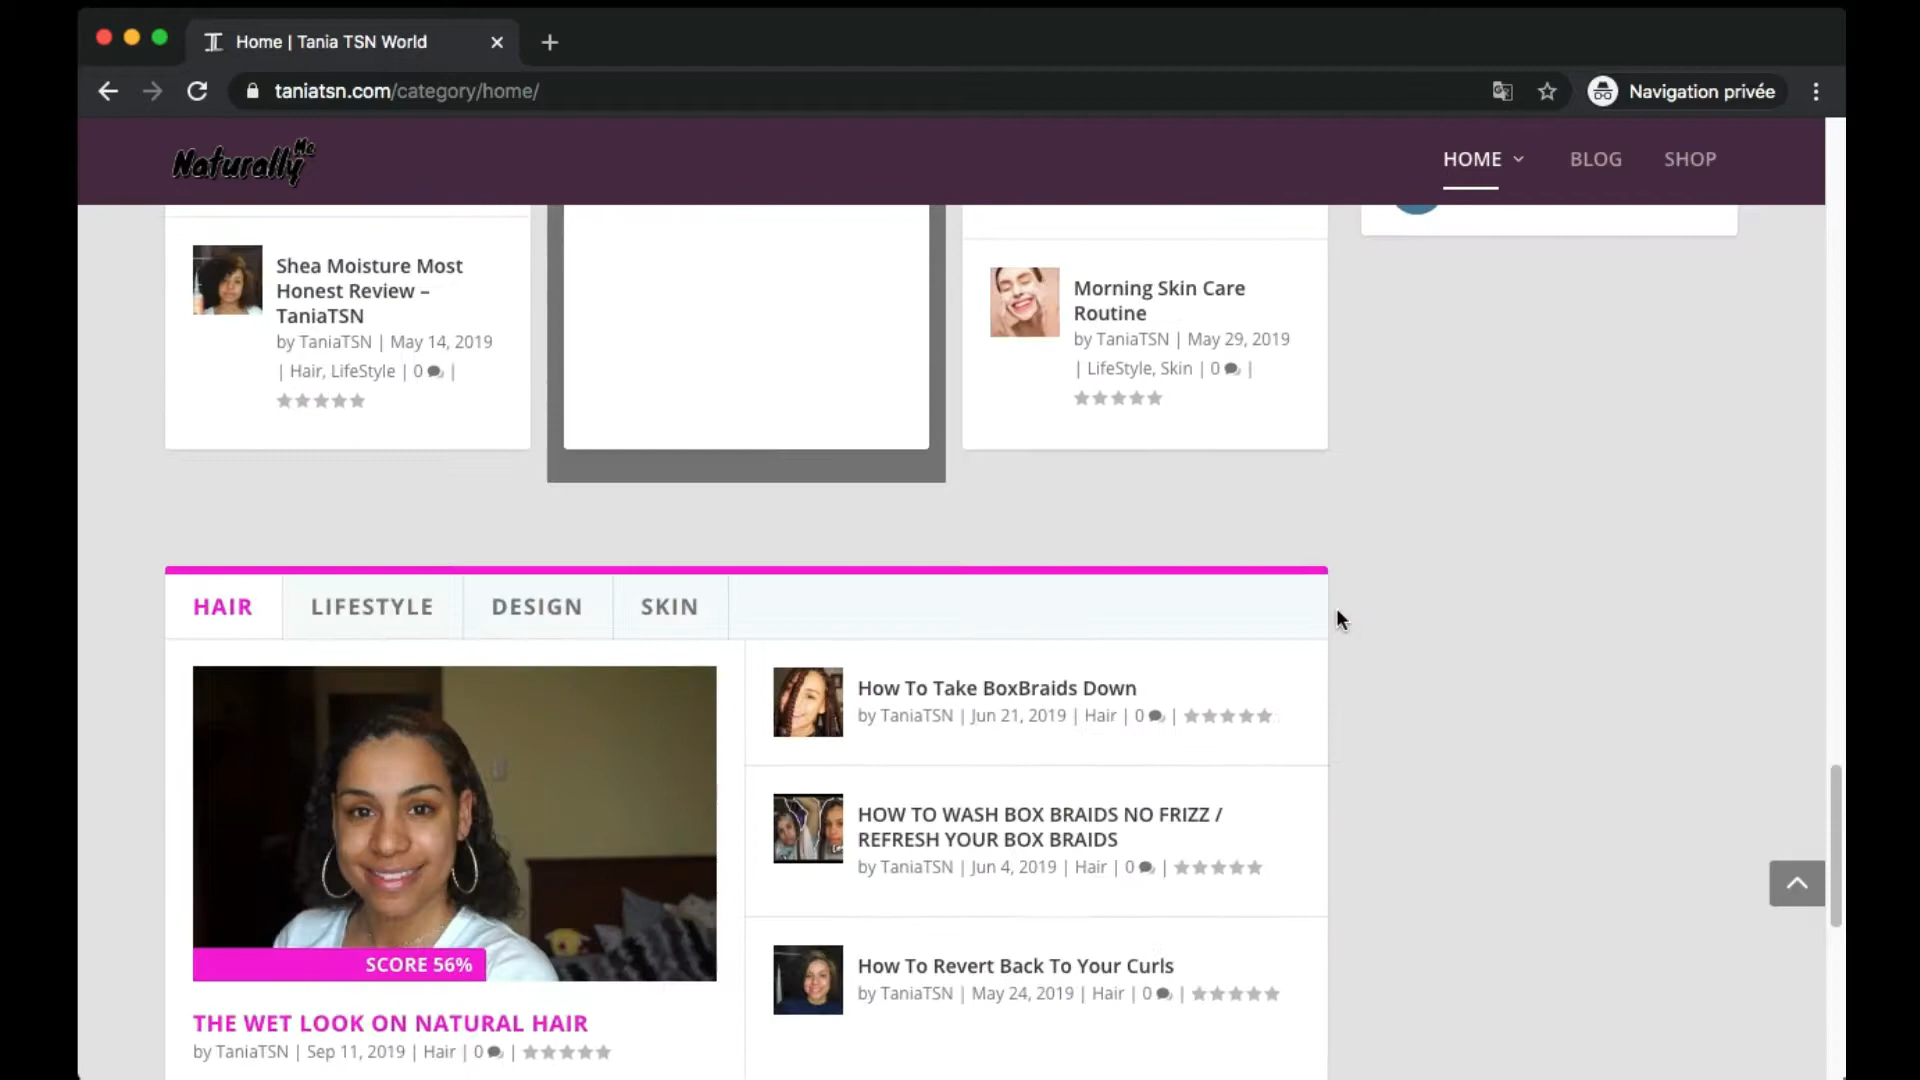 Home | Tania TSN World
taniatsn.com/category/home/
Navigation privée
Naturally Me
HOME
BLOG
SHOP
Shea Moisture Most
Honest Review –
TaniaTSN
by TaniaTSN | May 14, 2019
| Hair, LifeStyle | 0 |
Morning Skin Care
Routine
by TaniaTSN | May 29, 2019
| LifeStyle, Skin | 0 |
HAIR
LIFESTYLE
DESIGN
SKIN
SCORE 56%
THE WET LOOK ON NATURAL HAIR
by TaniaTSN | Sep 11, 2019 | Hair | 0 |
How To Take BoxBraids Down
by TaniaTSN | Jun 21, 2019 | Hair | 0 |
HOW TO WASH BOX BRAIDS NO FRIZZ /
REFRESH YOUR BOX BRAIDS
by TaniaTSN | Jun 4, 2019 | Hair | 0 |
How To Revert Back To Your Curls
by TaniaTSN | May 24, 2019 | Hair | 0 |